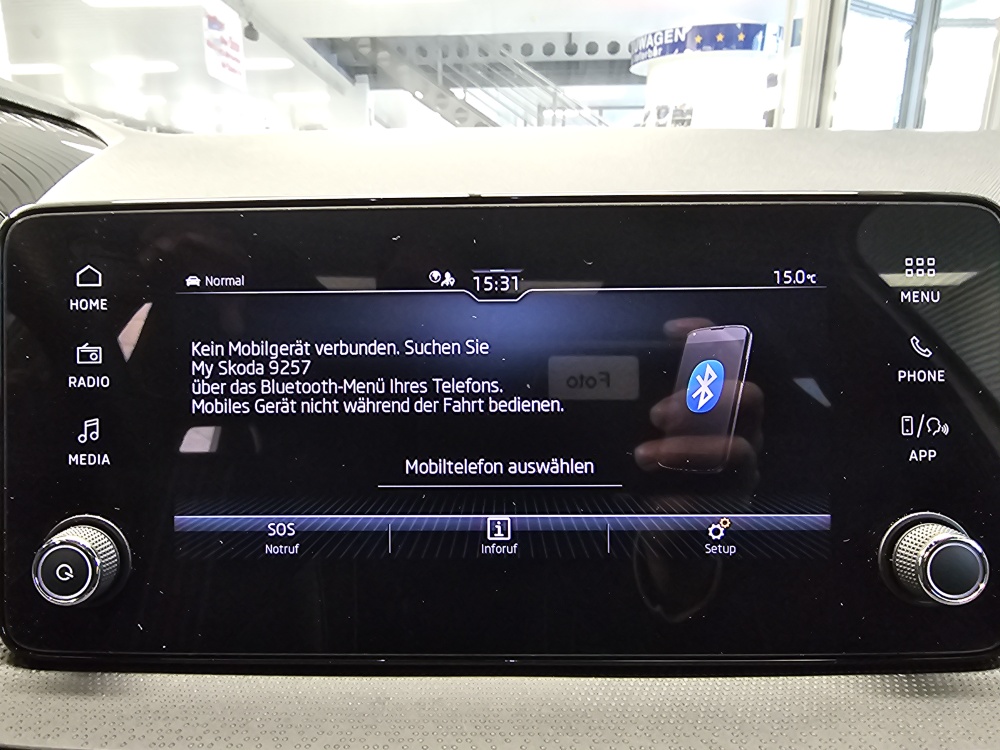 WAGEN
HOME
RADIO
MEDIA
Normal
15:31
15.0°C
Kein Mobilgerät verbunden. Suchen Sie
My Skoda 9257
über das Bluetooth-Menü Ihres Telefons.
Mobiles Gerät nicht während der Fahrt bedienen.
Foto
Mobiltelefon auswählen
SOS
Notruf
i
Inforuf
Setup
MENU
PHONE
APP